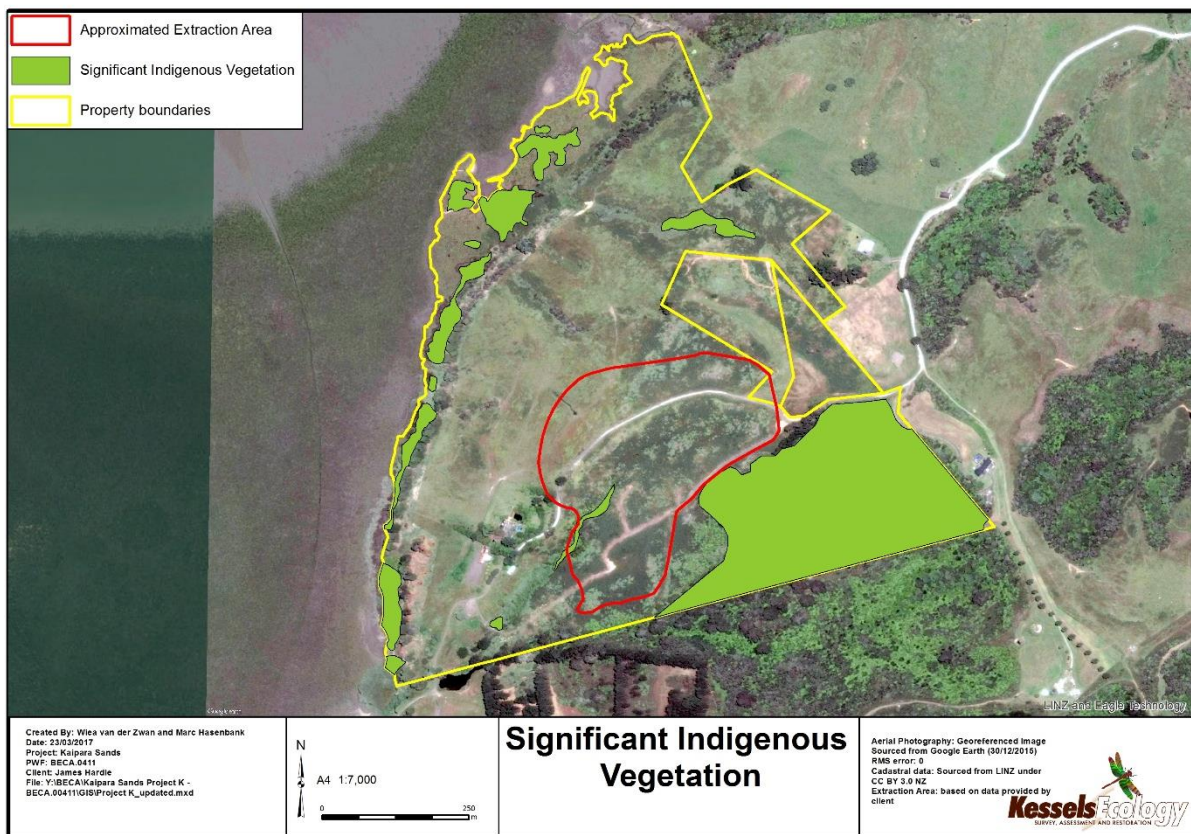 Approximated Extraction Area
Significant Indigenous Vegetation
Property boundaries
Google earth
LINZ and Eagle Technology
Created By: Wiea van der Zwan and Marc Hasenbank
Date: 23/03/2017
Project: Kaipara Sands
PWF: BECA.0411
Client: James Hardie
File: Y:\BECA\Kaipara Sands Project K -
BECA.00411\GIS\Project K_updated.mxd
N
A4 1:7,000
0 250
m
Significant Indigenous
Vegetation
Aerial Photography: Georeferenced Image
Sourced from Google Earth (30/12/2015)
RMS error: 0
Cadastral data: Sourced from LINZ under
CC BY 3.0 NZ
Extraction Area: based on data provided by
client
KesselsEcology
SURVEY, ASSESSMENT AND RESTORATION